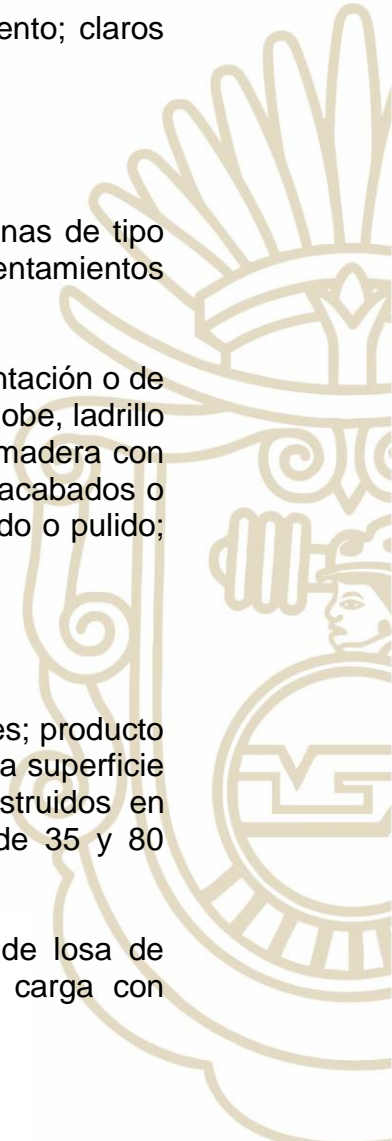 ento; claros
nas de tipo
entamientos
ntación o de
obe, ladrillo
madera con
acabados o
do o pulido;
es; producto
a superficie
struidos en
de 35 y 80
de losa de
carga con